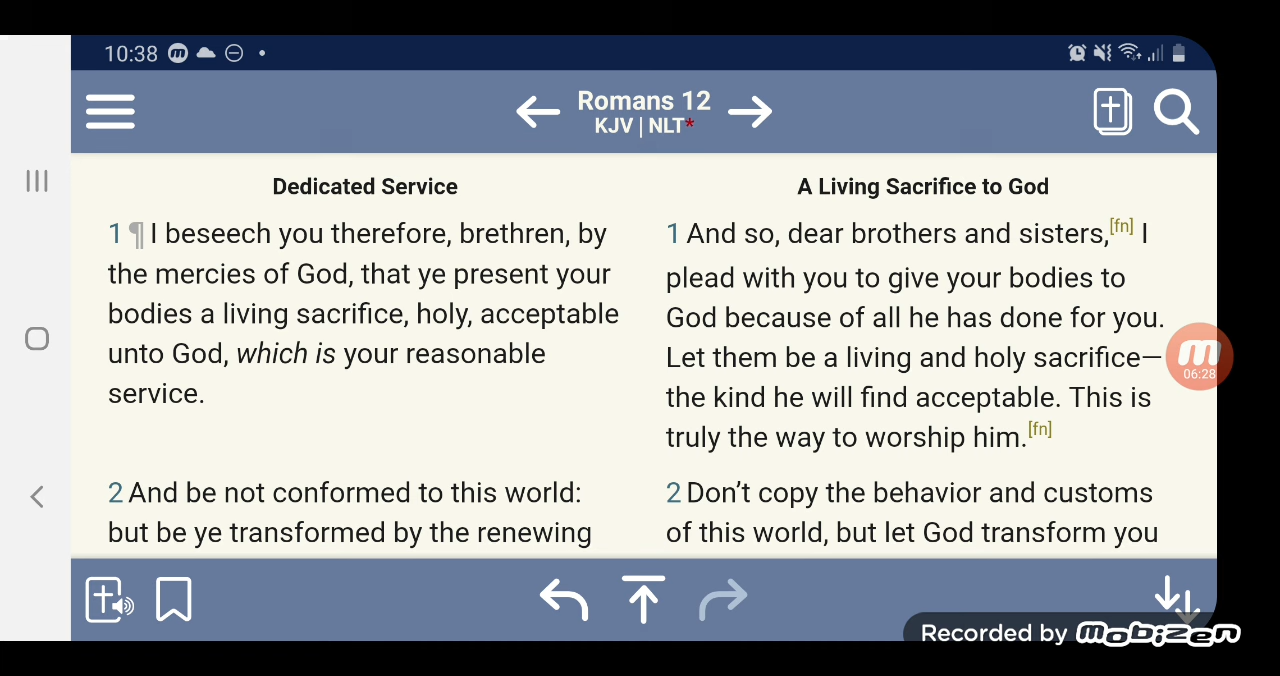 10:38
Romans 12
KJV | NLT*
Dedicated Service
1 ¶ I beseech you therefore, brethren, by
the mercies of God, that ye present your
bodies a living sacrifice, holy, acceptable
unto God, which is your reasonable
service.
2 And be not conformed to this world:
but be ye transformed by the renewing
A Living Sacrifice to God
1 And so, dear brothers and sisters,[fn] I
plead with you to give your bodies to
God because of all he has done for you.
Let them be a living and holy sacrifice—
the kind he will find acceptable. This is
truly the way to worship him.[fn]
2 Don’t copy the behavior and customs
of this world, but let God transform you
m
06:28
Recorded by mobizen